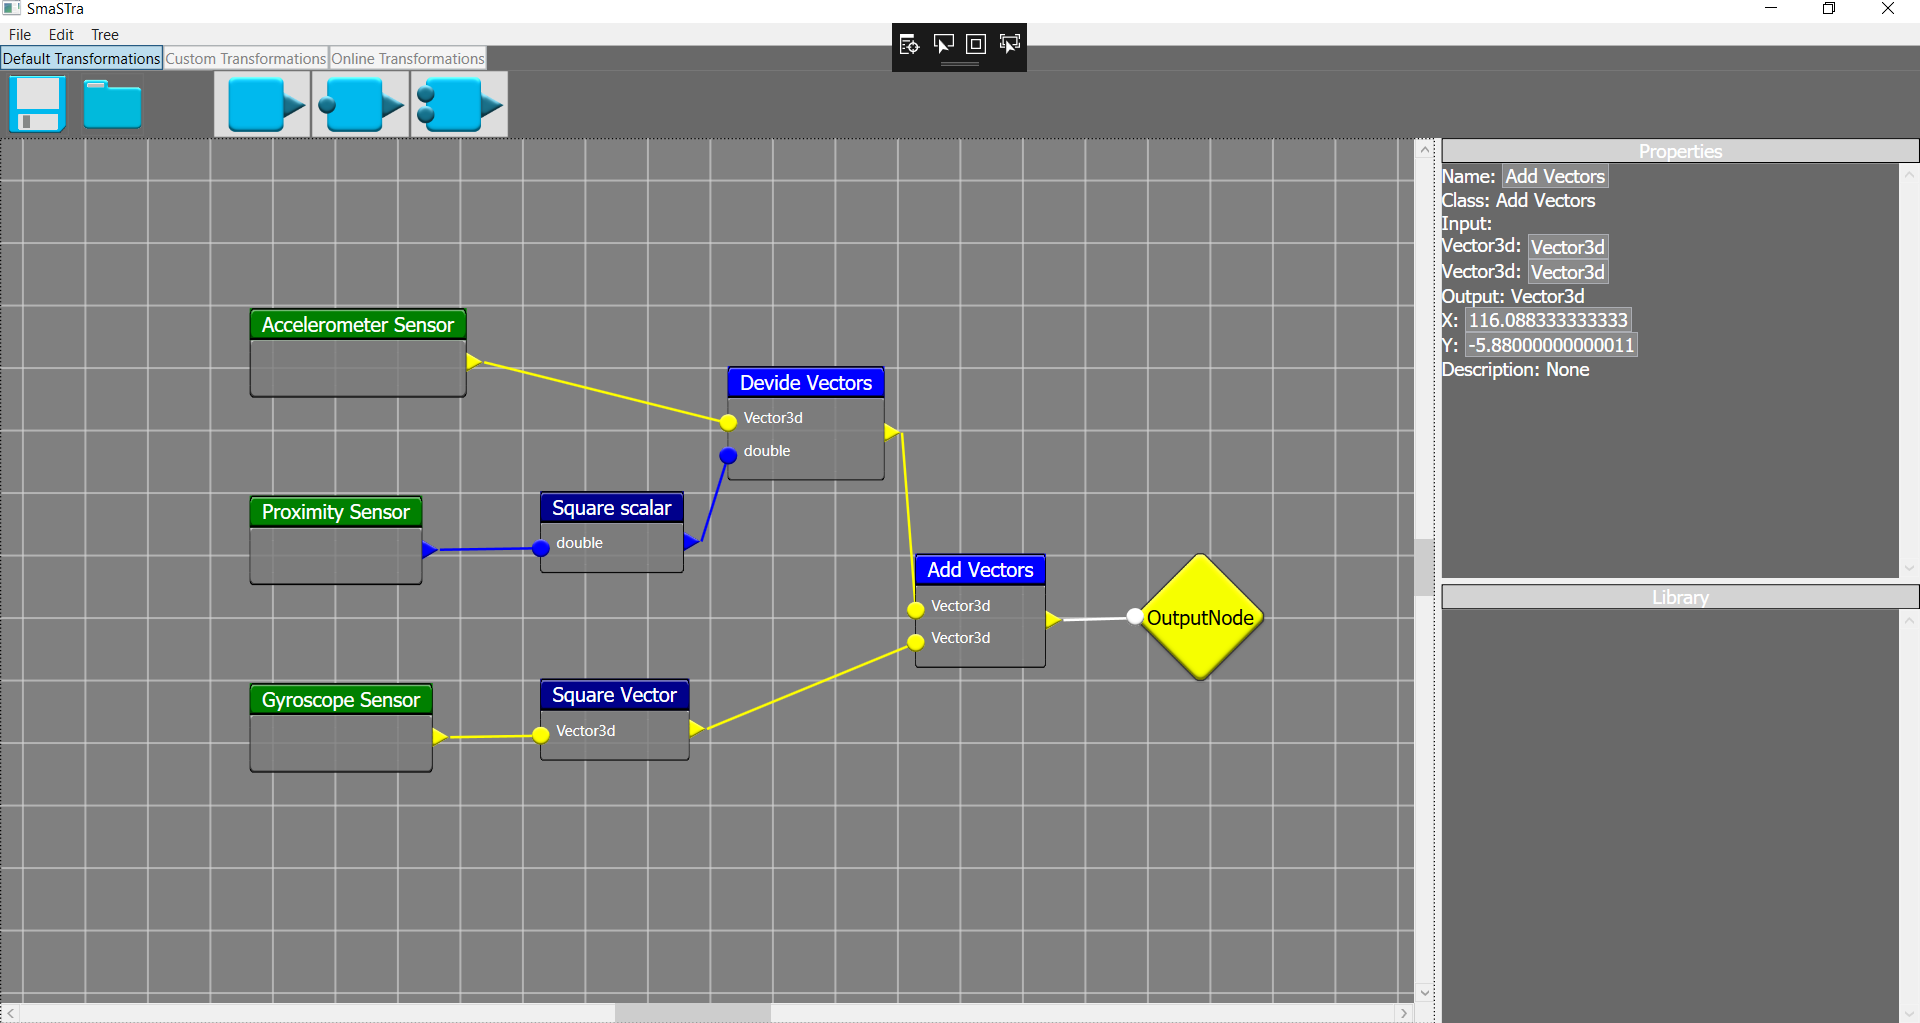 SmaSTra
File Edit Tree
Default Transformations Custom Transformations Online Transformations
Properties
Name: Add Vectors
Class: Add Vectors
Input:
Vector3d: Vector3d
Vector3d: Vector3d
Output: Vector3d
X: 116.088333333333
Y: -5.88000000000011
Description: None
Accelerometer Sensor
Devide Vectors
Vector3d
double
Proximity Sensor
Square scalar
double
Add Vectors
Vector3d
Vector3d
OutputNode
Library
Gyroscope Sensor
Square Vector
Vector3d